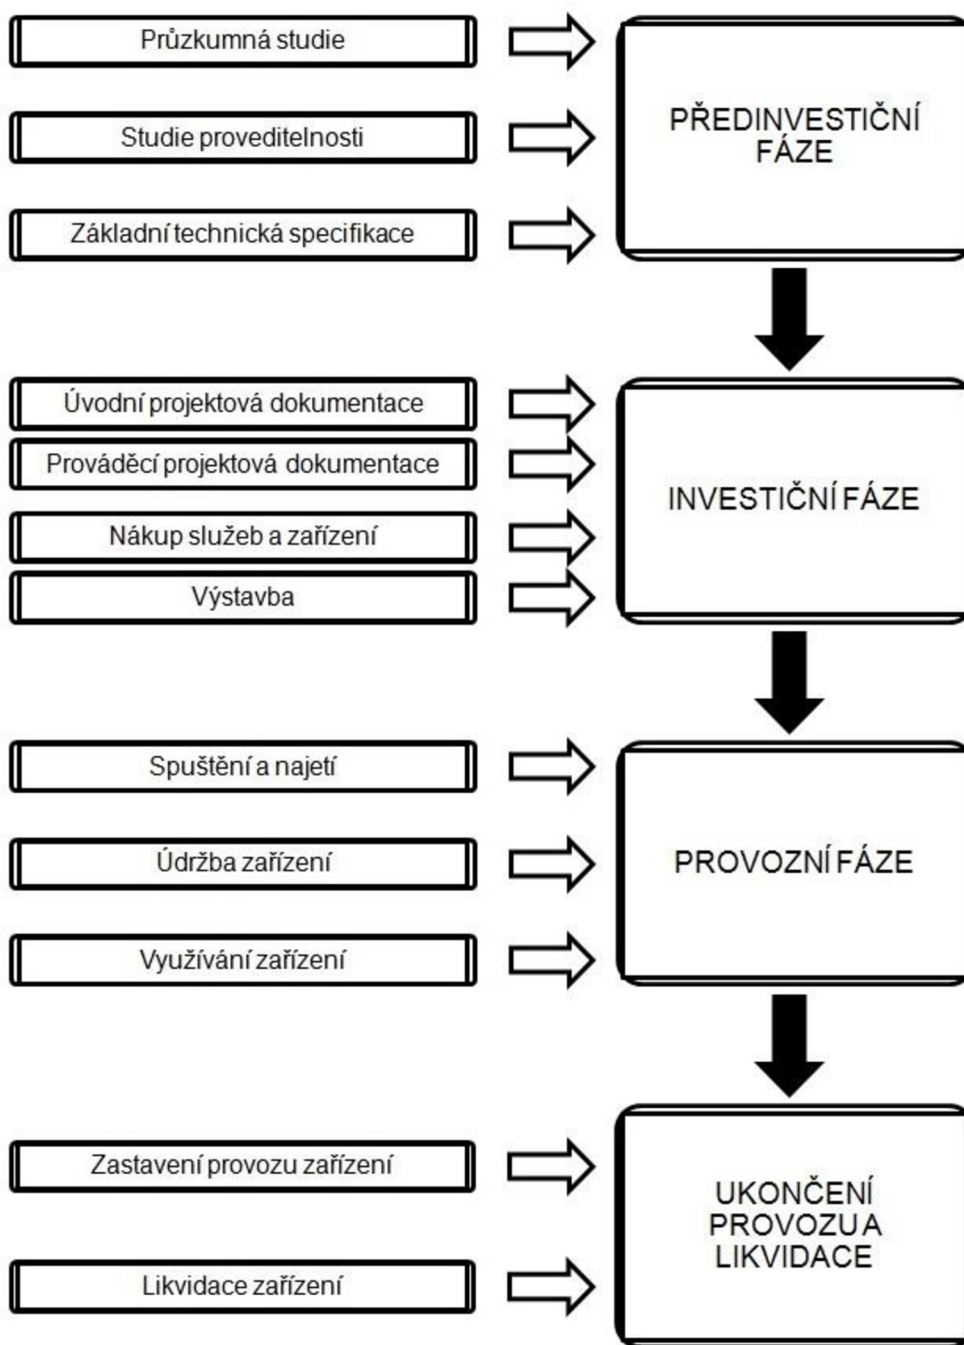 Průzkumná studie
Studie proveditelnosti
Základní technická specifikace
PŘEDINVESTIČNÍ
FÁZE
Úvodní projektová dokumentace
Prováděcí projektová dokumentace
Nákup služeb a zařízení
Výstavba
INVESTIČNÍ FÁZE
Spuštění a najetí
Údržba zařízení
Využívání zařízení
PROVOZNÍ FÁZE
Zastavení provozu zařízení
Likvidace zařízení
UKONČENÍ
PROVOZU A
LIKVIDACE